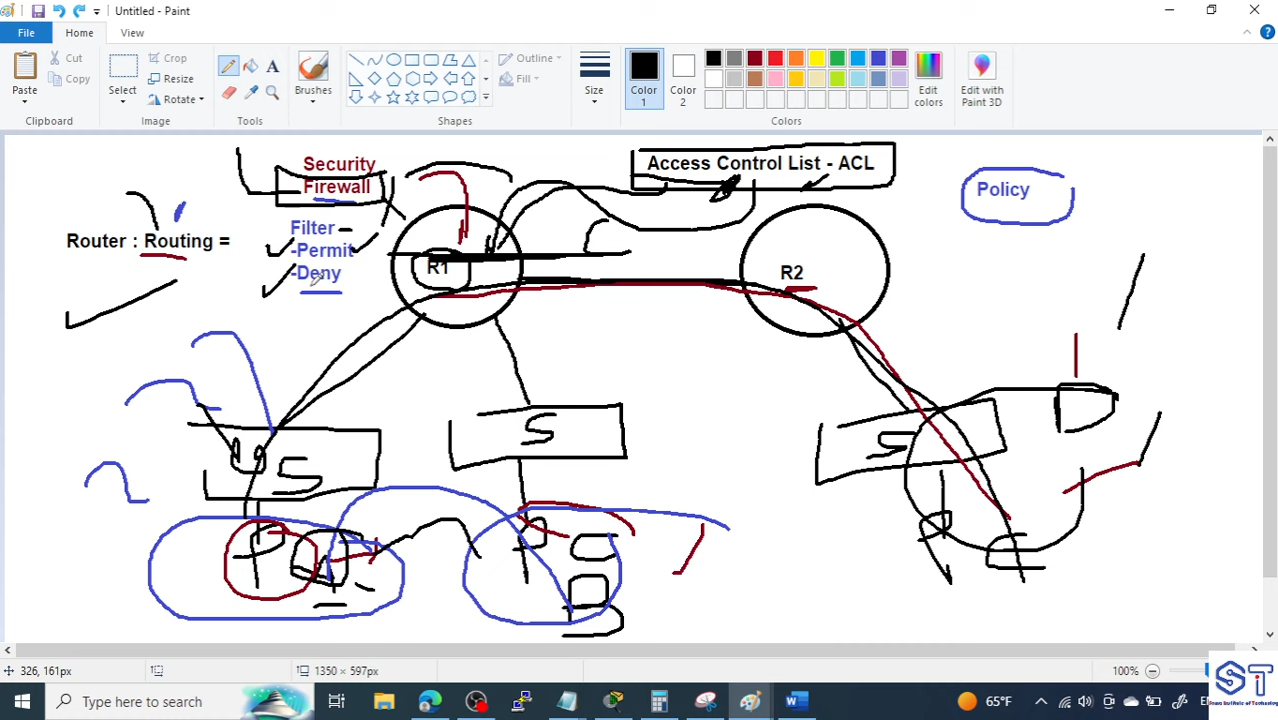 Untitled - Paint
File
Home
View
Paste
Cut
Copy
Clipboard
Select
Crop
Resize
Rotate
Image
A
Tools
Brushes
Outline
Fill
Shapes
Size
Color
1
Color
2
Colors
Edit
colors
Edit with
Paint 3D
Security
Firewall
Access Control List - ACL
Policy
Router : Routing =
Filter
-Permit
-Deny
R1
R2
S
S
S
326, 161px
1350 × 597px
100%
Type here to search
65°F
ST